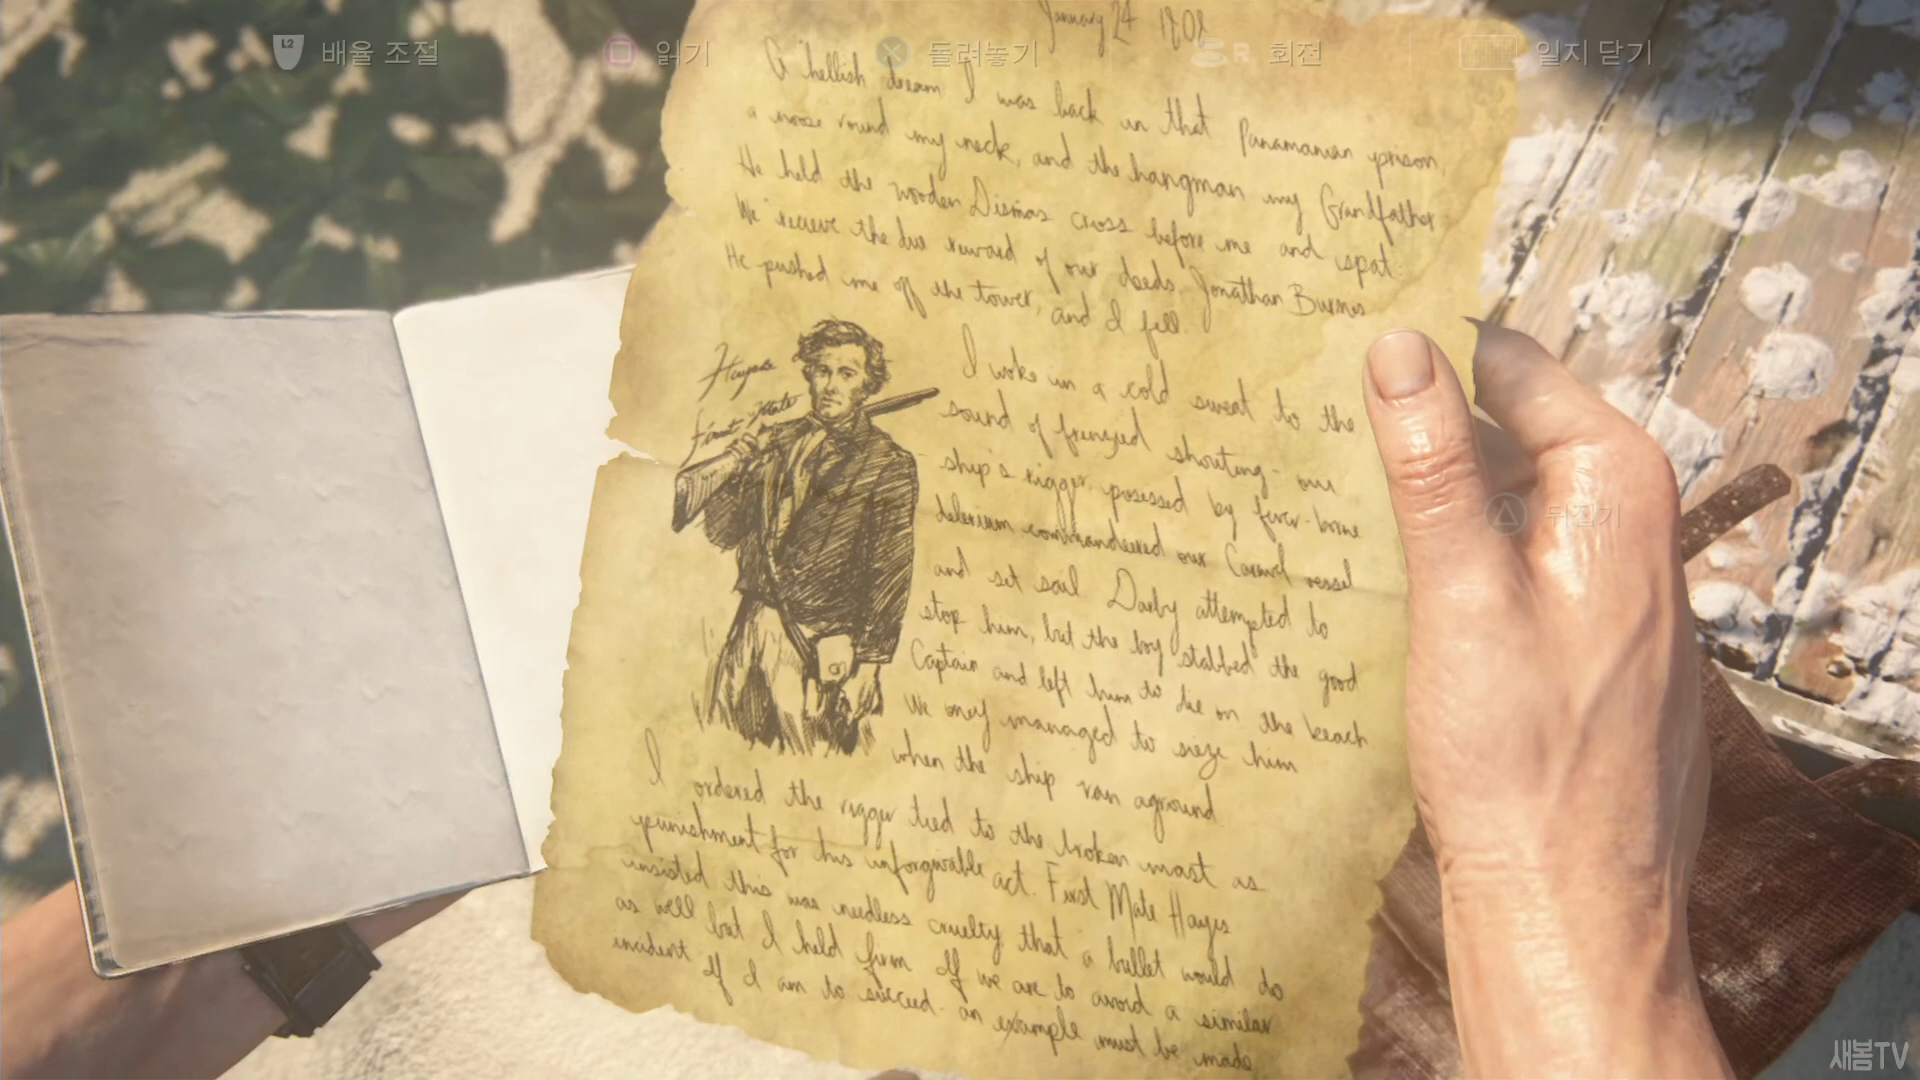 L2 배율 조절
읽기
돌려놓기
R 회전
일지 닫기
January 24 1808
A hellish dream I was back in that Panamanian prison,
a noose round my neck, and the hangman my Grandfather
He held the wooden Dismas cross before me and spat
We recieve the due reward of our deeds Jonathan Burnes
He pushed me off the tower, and I fell.
Hayes
First Mate
I woke in a cold sweat to the
sound of frenzied shouting - our
ship's rigger, posessed by fever-borne
delerium commandeered our Caravel vessel
and set sail Darby attempted to
stop him, but the boy stabbed the good
Captain and left him to die on the beach
We only managed to sieze him
when the ship ran aground
I ordered the rigger tied to the broken mast as
punishment for his unforgivable act. First Mate Hayes
insisted this was needless cruelty that a bullet would do
as well but I held firm If we are to avoid a similar
incident If I am to succeed - an example must be made
뒤집기
새봄TV